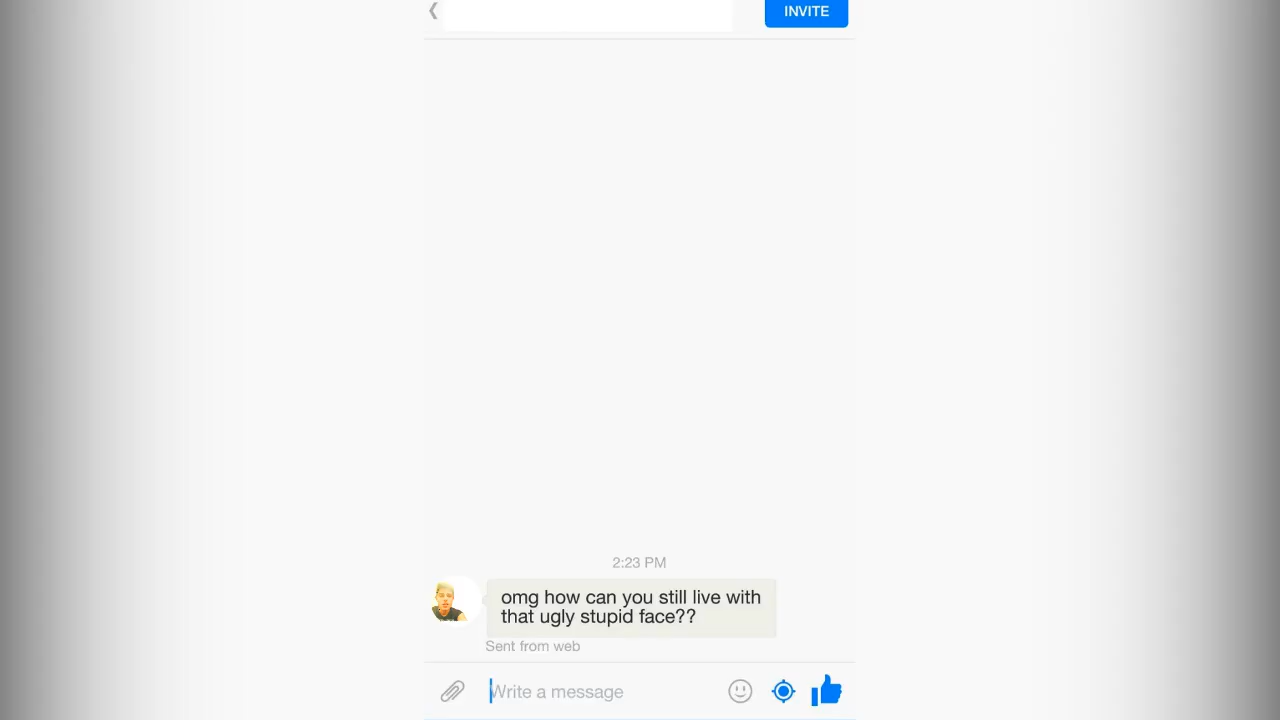 INVITE
2:23 PM
omg how can you still live with
that ugly stupid face??
Sent from web
Write a message